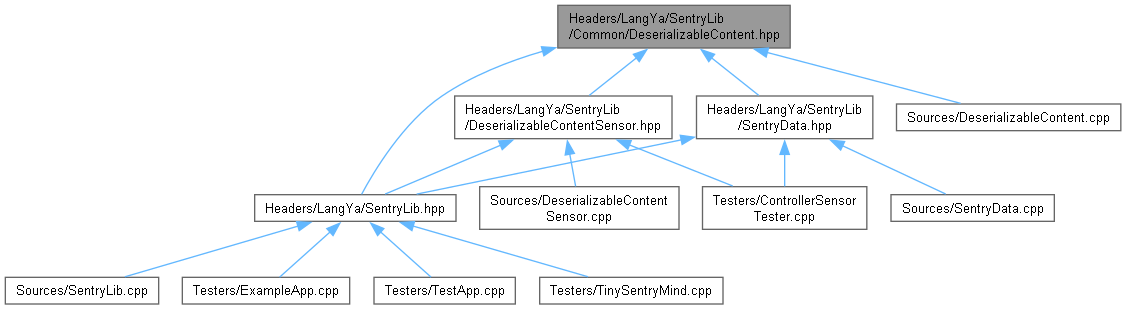 Headers/LangYa/SentryLib
/Common/DeserializableContent.hpp
Headers/LangYa/SentryLib
/DeserializableContentSensor.hpp
Headers/LangYa/SentryLib
/SentryData.hpp
Sources/DeserializableContent.cpp
Headers/LangYa/SentryLib.hpp
Sources/DeserializableContent
Sensor.cpp
Testers/ControllerSensor
Tester.cpp
Sources/SentryData.cpp
Sources/SentryLib.cpp
Testers/ExampleApp.cpp
Testers/TestApp.cpp
Testers/TinySentryMind.cpp